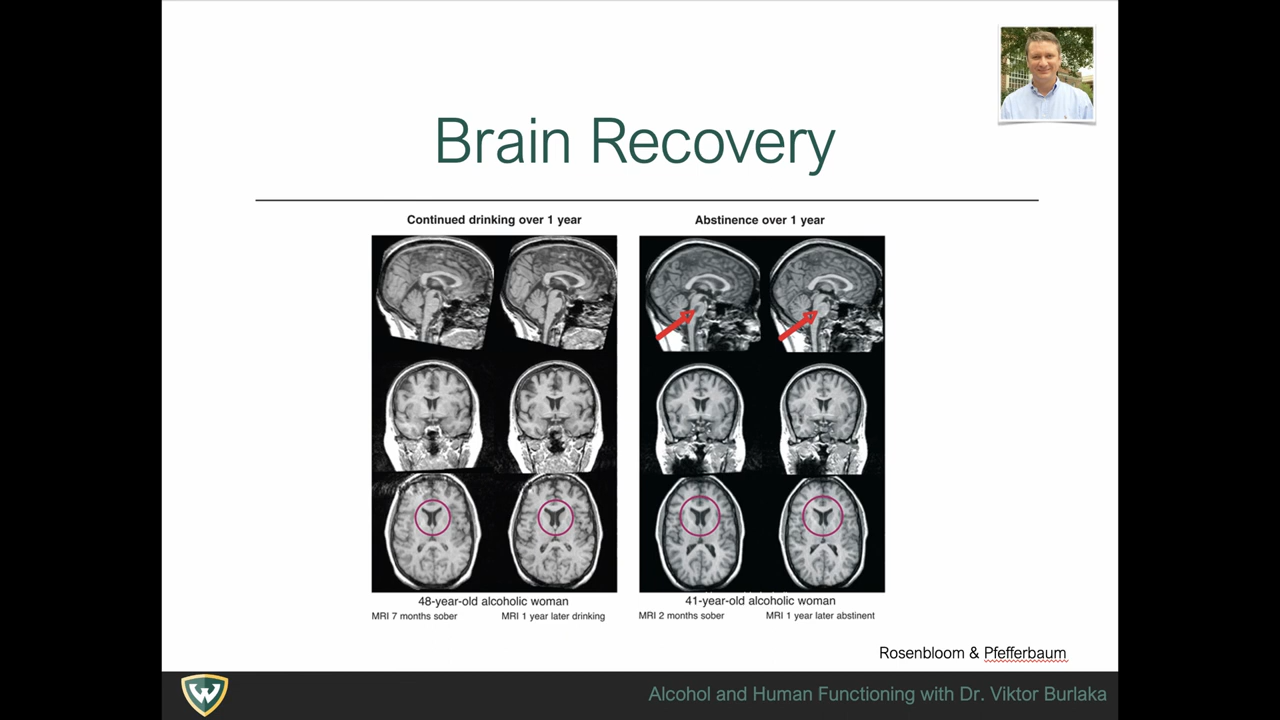 Brain Recovery
Continued drinking over 1 year
Abstinence over 1 year
48-year-old alcoholic woman
MRI 7 months sober
MRI 1 year later drinking
41-year-old alcoholic woman
MRI 2 months sober
MRI 1 year later abstinent
Rosenbloom & Pfefferbaum
W
Alcohol and Human Functioning with Dr. Viktor Burlaka